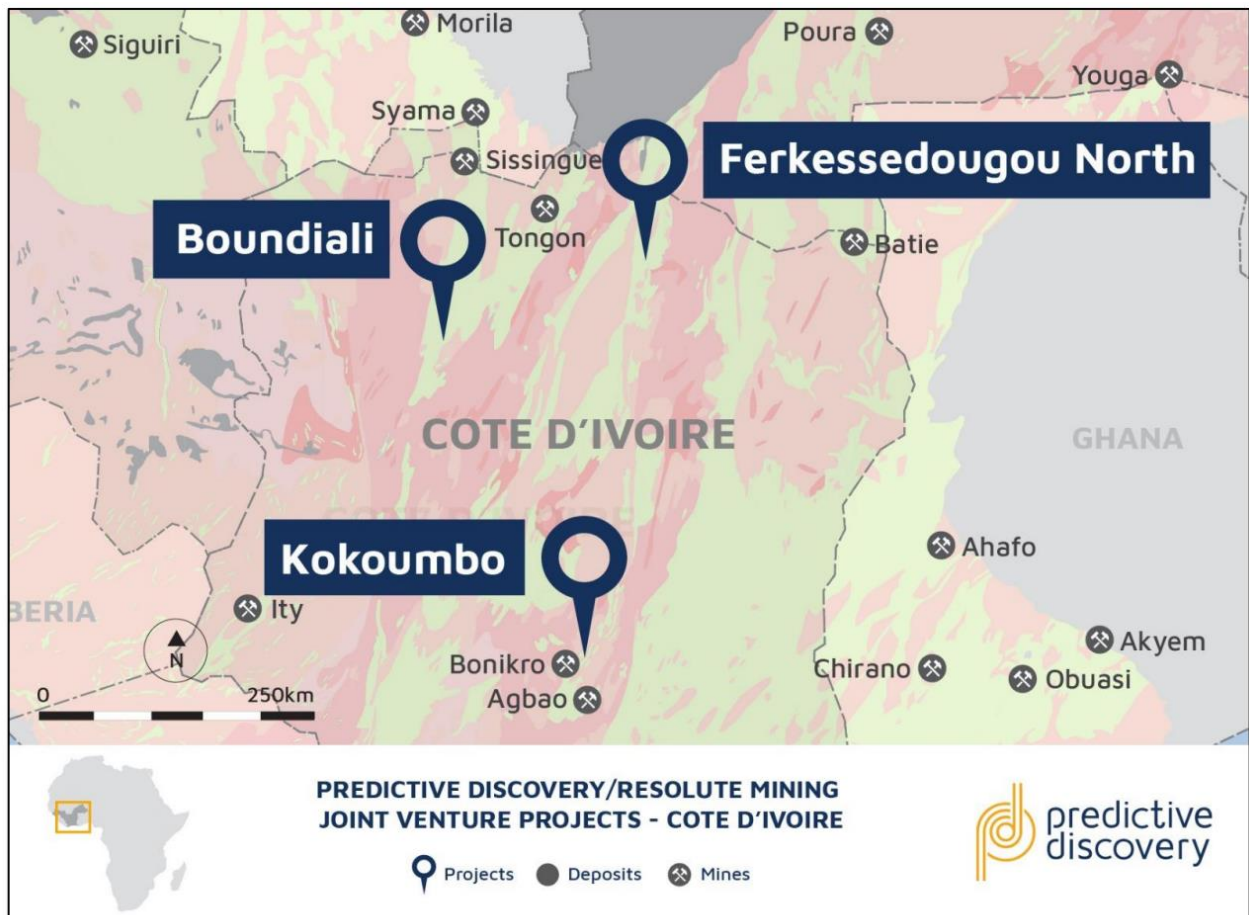 Siguiri
Morila
Poura
Youga
Syama
Sissingue
Ferkessedougou North
Boundiali
Tongon
Batie
COTE D'IVOIRE
GHANA
COTE D'IVOIRE
Kokoumbo
Ahafo
BERIA
Ity
N
Bonikro
Agbao
Chirano
Akyem
Obuasi
0 250km
PREDICTIVE DISCOVERY/RESOLUTE MINING
JOINT VENTURE PROJECTS - COTE D'IVOIRE
Projects Deposits Mines
predictive
discovery